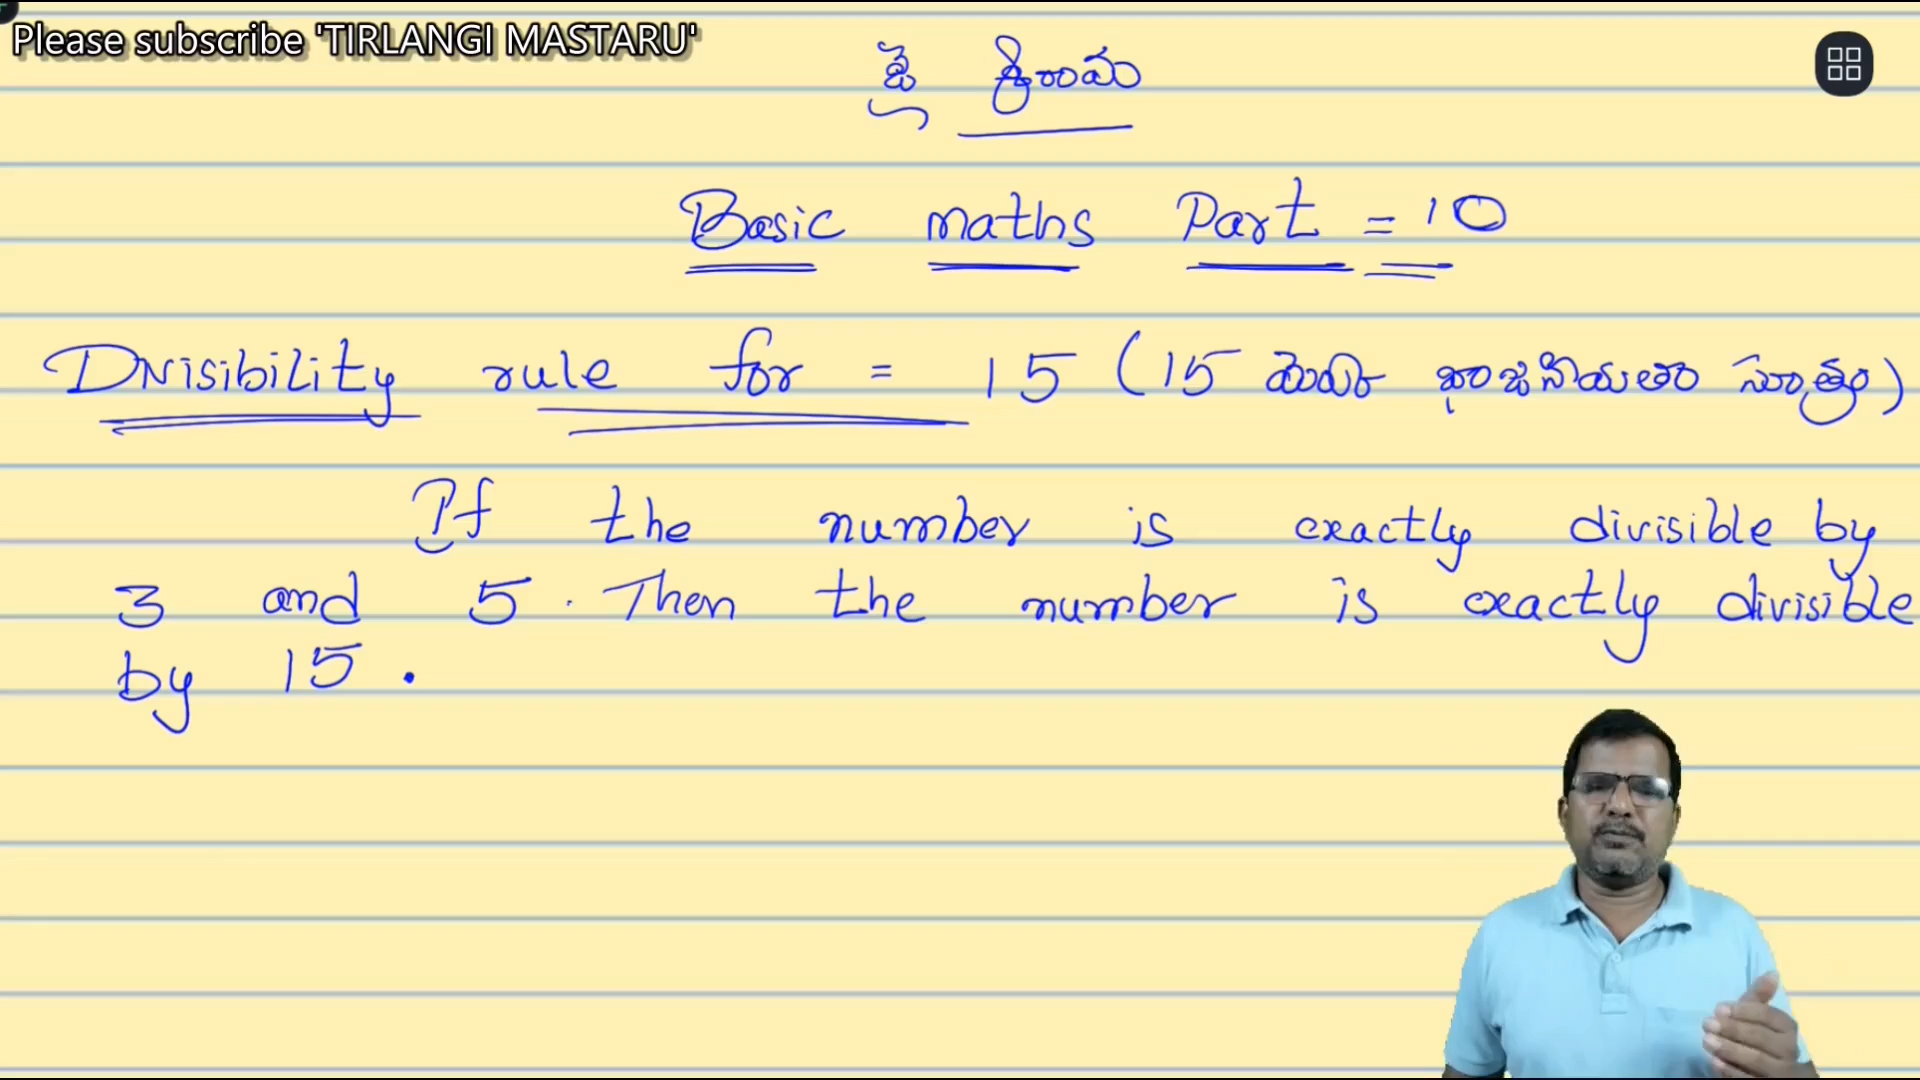 Please subscribe 'TIRLANGI MASTARU'
జై శ్రీరామ
Basic maths Part = 10
Divisibility rule for = 15 (15 యొక్క భాజనీయతా సూత్రం)
If the number is exactly divisible by
3 and 5. Then the number is exactly divisible
by 15.